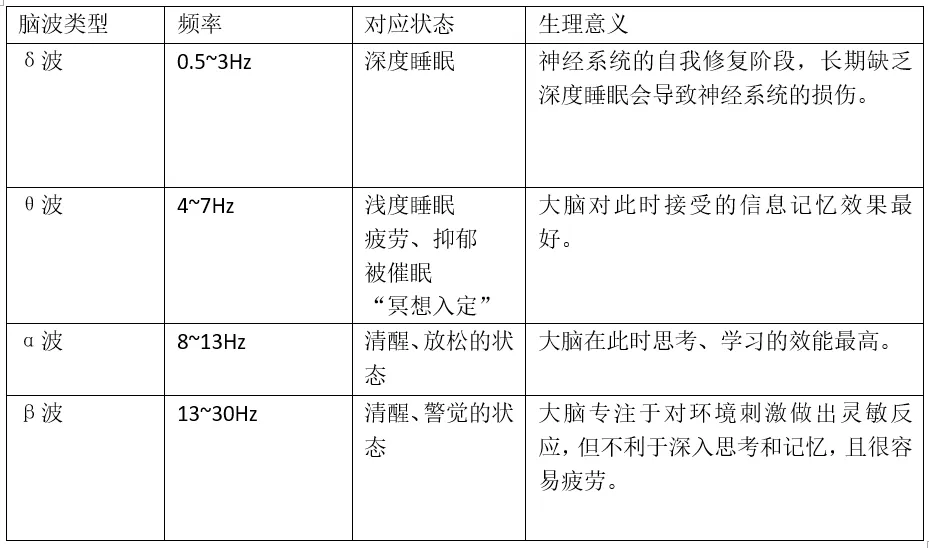 脑波类型 频率 对应状态 生理意义
δ波 0.5~3Hz 深度睡眠 神经系统的自我修复阶段，长期缺乏
深度睡眠会导致神经系统的损伤。
θ波 4~7Hz 浅度睡眠 大脑对此时接受的信息记忆效果最
疲劳、抑郁 好。
被催眠
“冥想入定”
α波 8~13Hz 清醒、放松的状 大脑在此时思考、学习的效能最高。
态
β波 13~30Hz 清醒、警觉的状 大脑专注于对环境刺激做出灵敏反
态 应，但不利于深入思考和记忆，且很容
易疲劳。